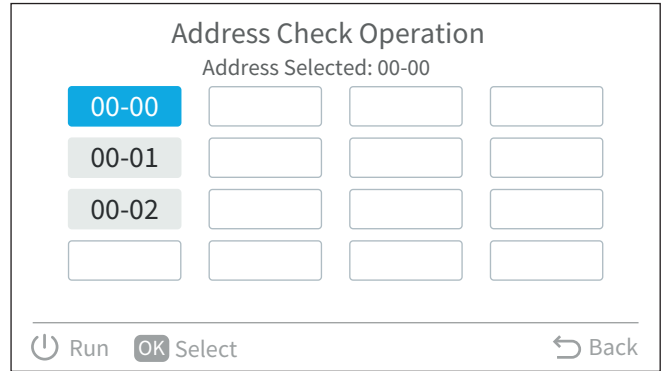 Address Check Operation
Address Selected: 00-00
00-00
00-01
00-02
Run OK Select Back